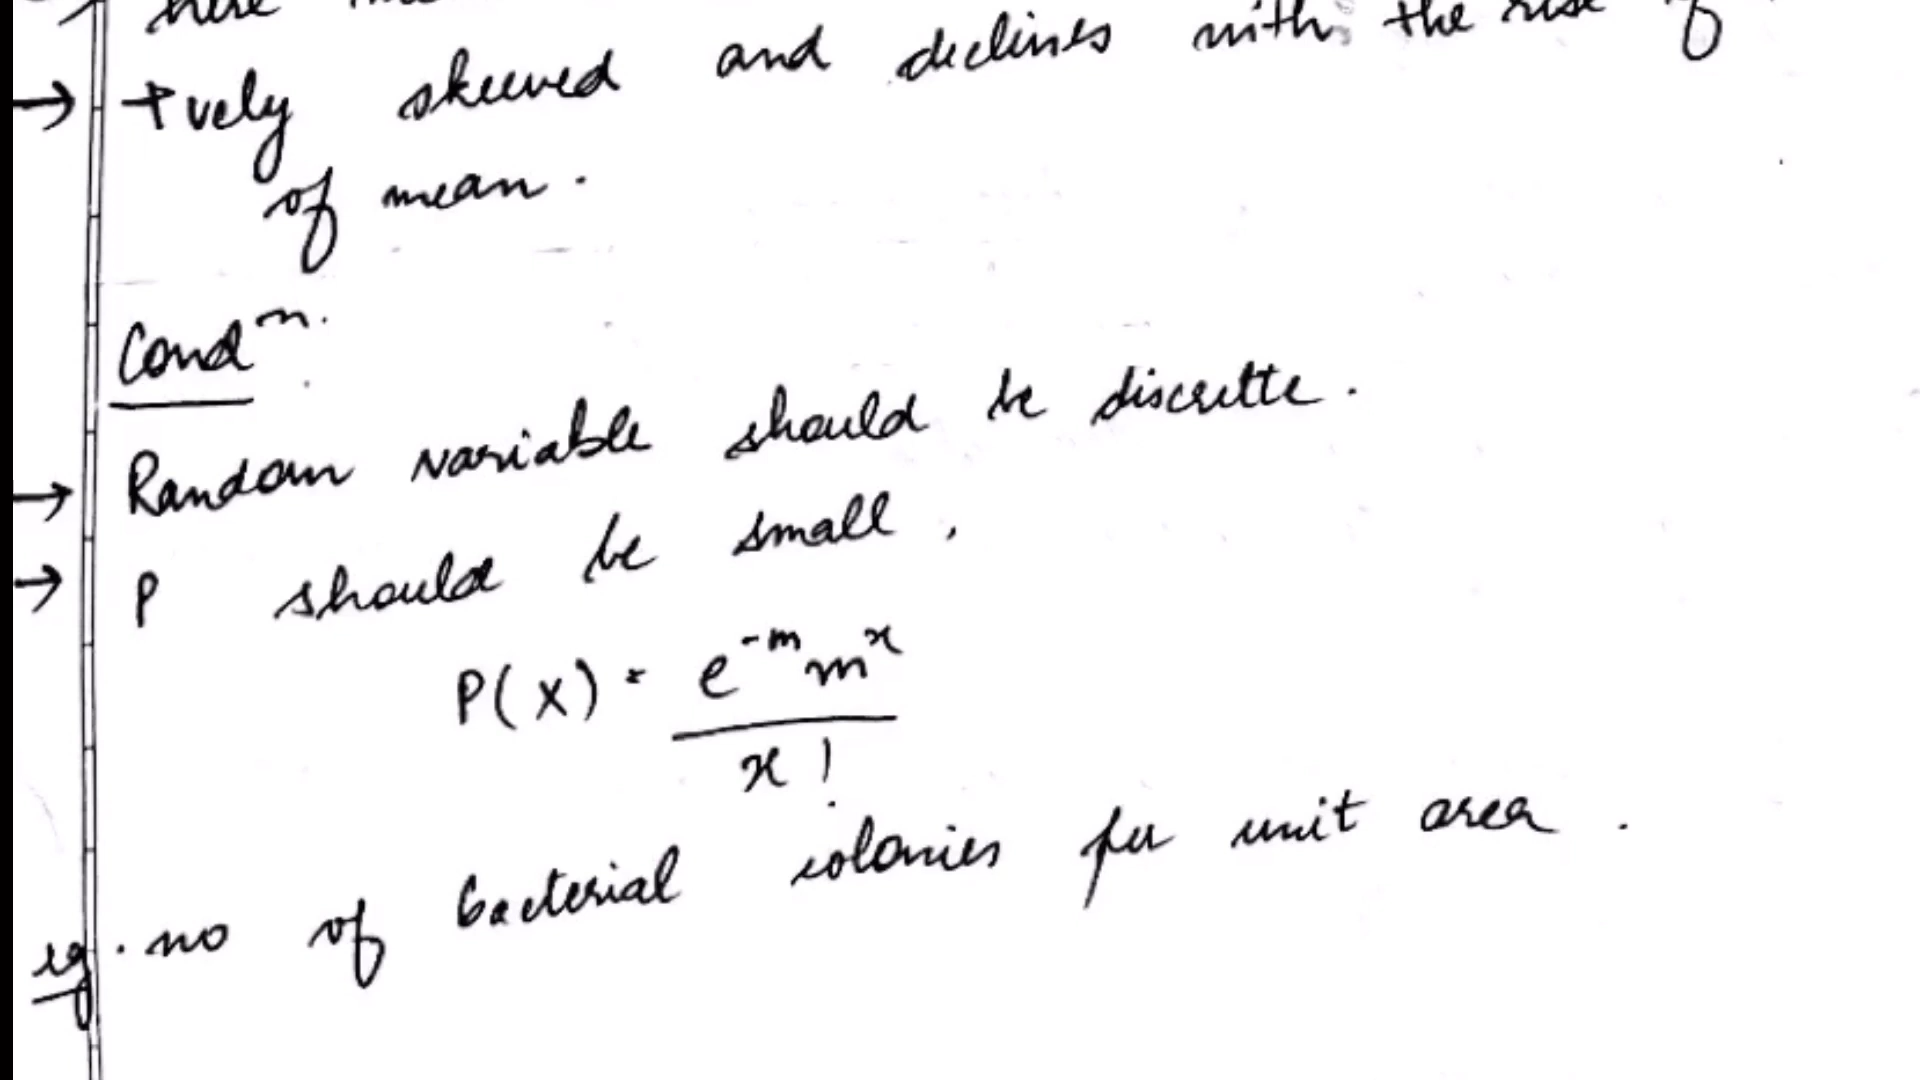 here
→ +vely skewed and declines with the rise of
of mean.
Condⁿ.
→ Random variable should be discrette.
→ P should be small,
P(X) = e^-m m^x / x!
eg. no of bacterial colonies per unit area.